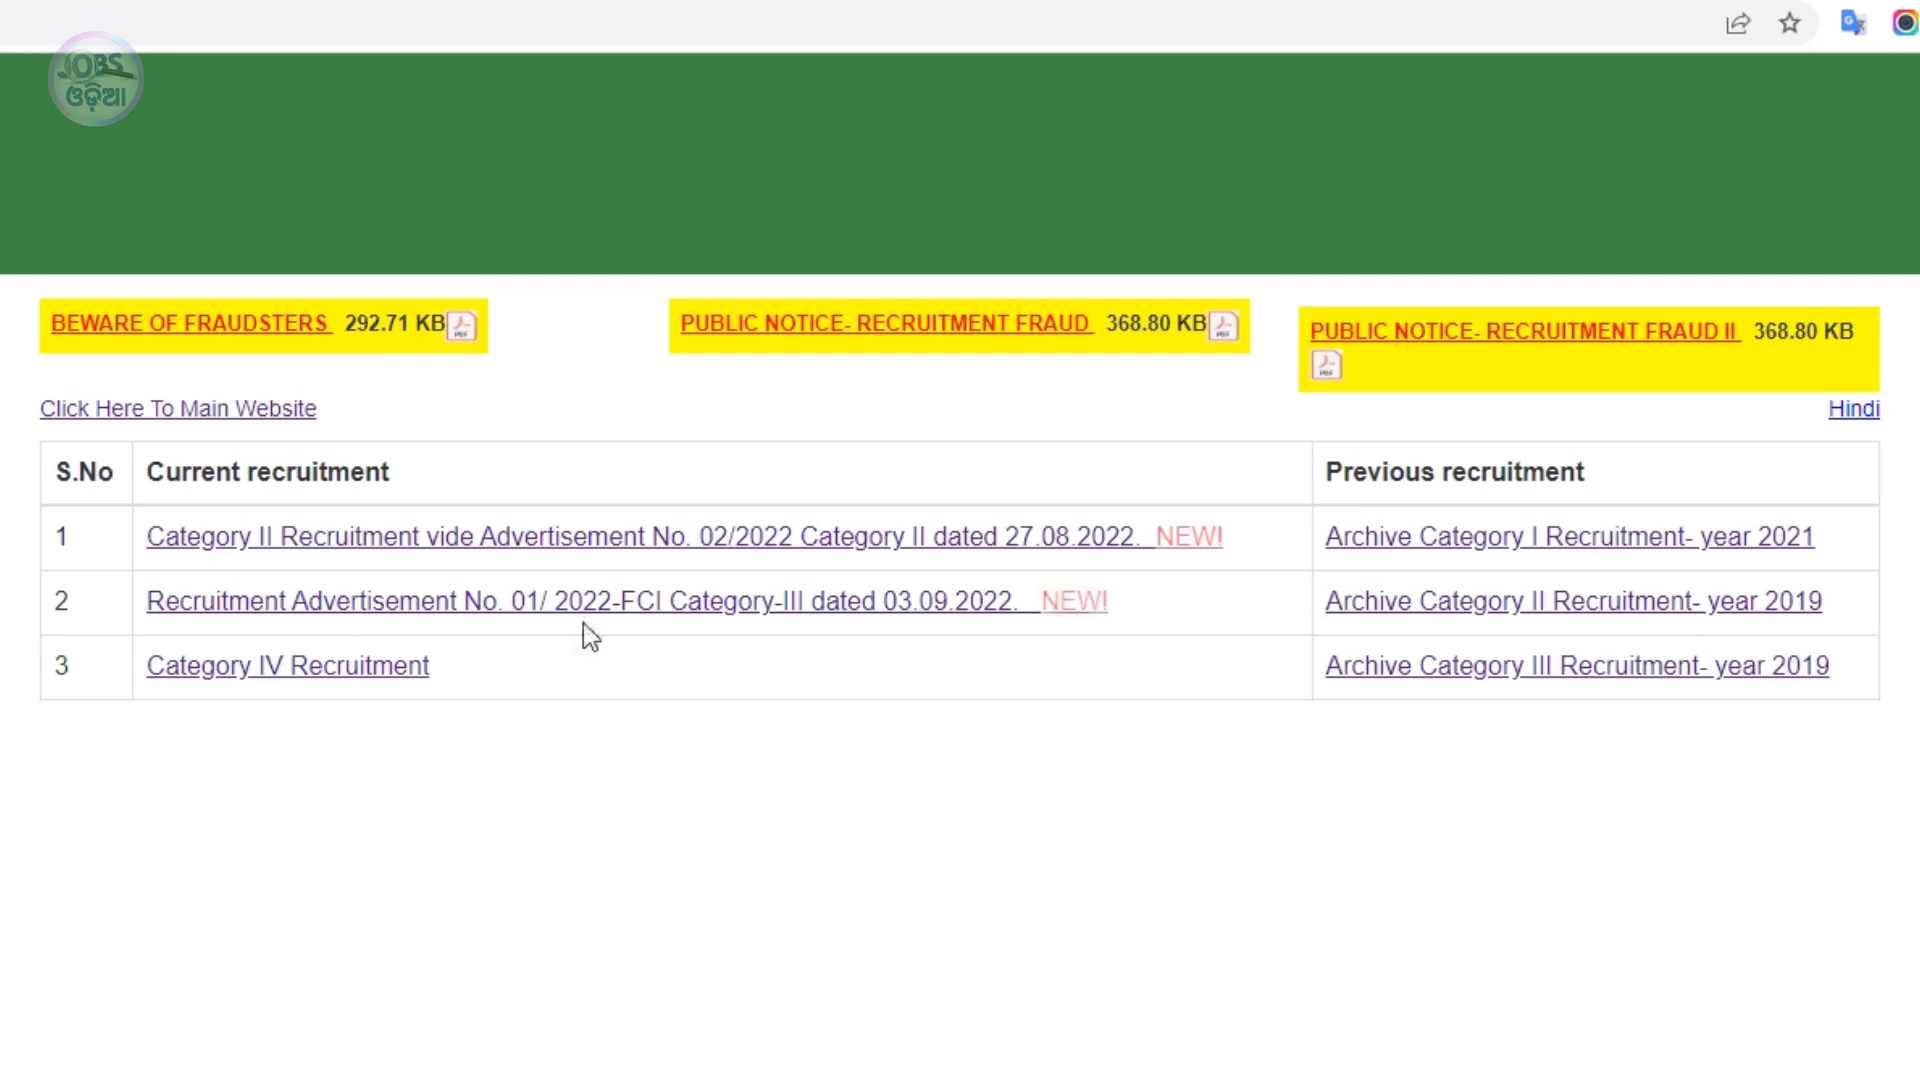 JOBS
ଓଡ଼ିଆ
BEWARE OF FRAUDSTERS 292.71 KB
PUBLIC NOTICE- RECRUITMENT FRAUD 368.80 KB
PUBLIC NOTICE- RECRUITMENT FRAUD II 368.80 KB
Click Here To Main Website
Hindi
S.No Current recruitment Previous recruitment
1 Category II Recruitment vide Advertisement No. 02/2022 Category II dated 27.08.2022. NEW! Archive Category I Recruitment- year 2021
2 Recruitment Advertisement No. 01/ 2022-FCI Category-III dated 03.09.2022. NEW! Archive Category II Recruitment- year 2019
3 Category IV Recruitment Archive Category III Recruitment- year 2019